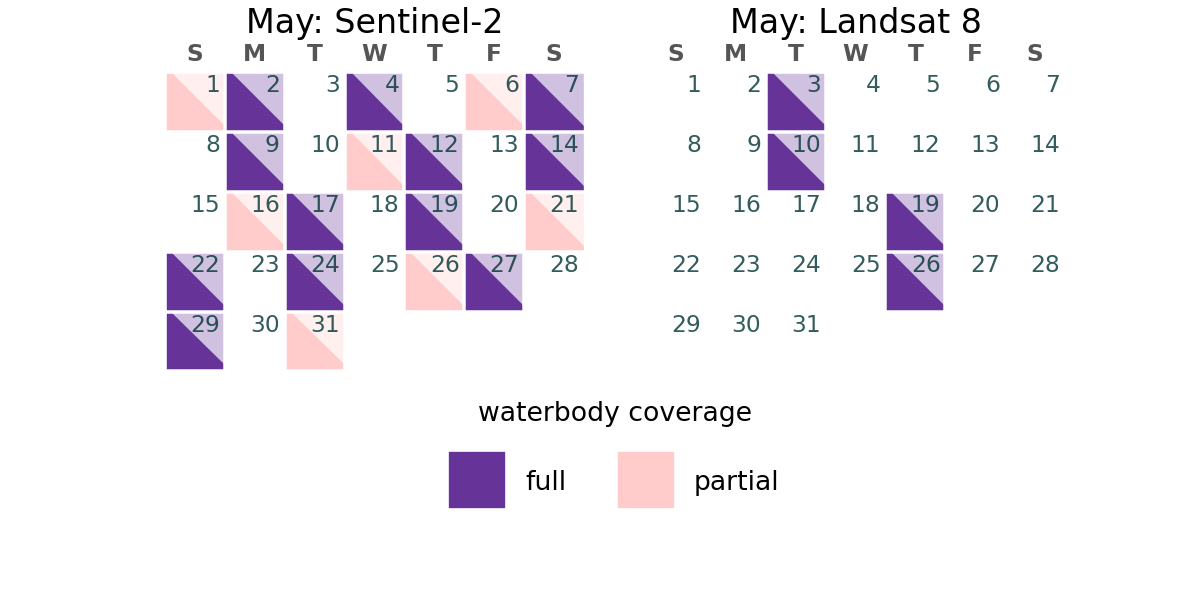 May: Sentinel-2
S M T W T F S
1 2 3 4 5 6 7
8 9 10 11 12 13 14
15 16 17 18 19 20 21
22 23 24 25 26 27 28
29 30 31
May: Landsat 8
S M T W T F S
1 2 3 4 5 6 7
8 9 10 11 12 13 14
15 16 17 18 19 20 21
22 23 24 25 26 27 28
29 30 31
waterbody coverage
full
partial